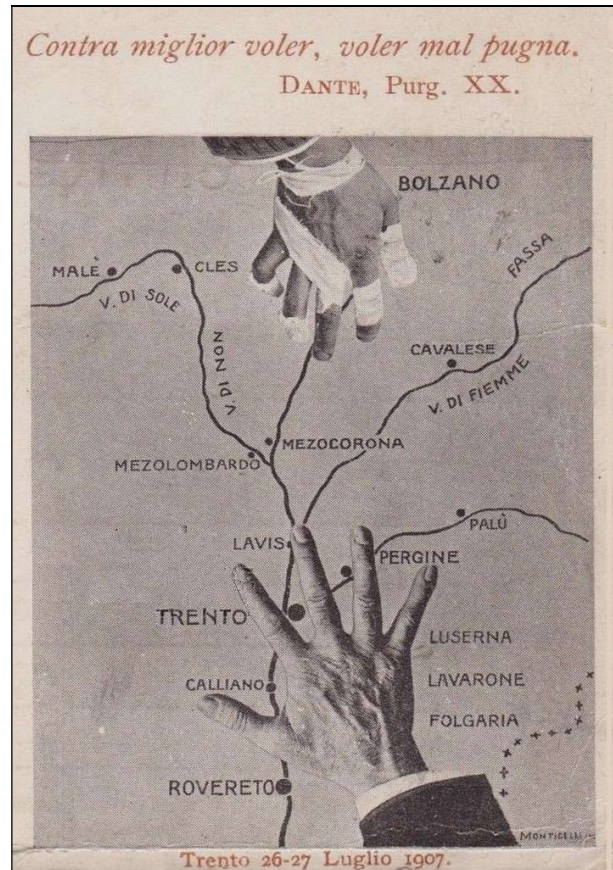 Contra miglior voler, voler mal pugna.
DANTE, Purg. XX.
BOLZANO
MALÈ
CLES
FASSA
V. DI SOLE
V. DI NON
CAVALESE
V. DI FIEMME
MEZOCORONA
MEZOLOMBARDO
PALÙ
LAVIS
PERGINE
TRENTO
LUSERNA
CALLIANO
LAVARONE
FOLGARIA
ROVERETO
MONTICELLI
Trento 26-27 Luglio 1907.